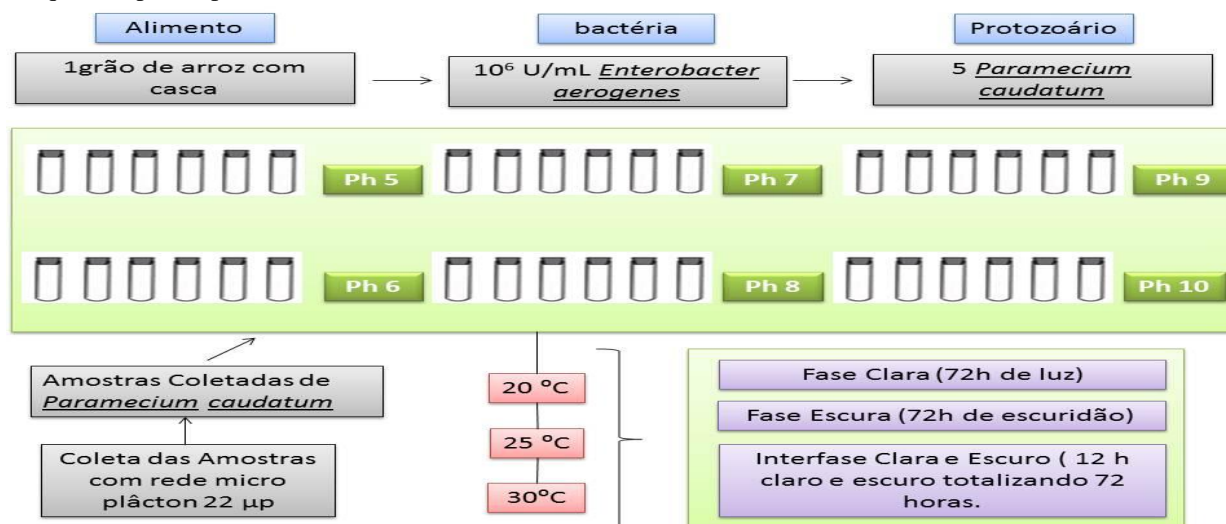 Alimento
bactéria
Protozoário
1grão de arroz com
casca
10⁶ U/mL Enterobacter
aerogenes
5 Paramecium
caudatum
Ph 5
Ph 7
Ph 9
Ph 6
Ph 8
Ph 10
Amostras Coletadas de
Paramecium caudatum
Coleta das Amostras
com rede micro
plâcton 22 µp
20 °C
25 °C
30°C
Fase Clara (72h de luz)
Fase Escura (72h de escuridão)
Interfase Clara e Escuro ( 12 h
claro e escuro totalizando 72
horas.